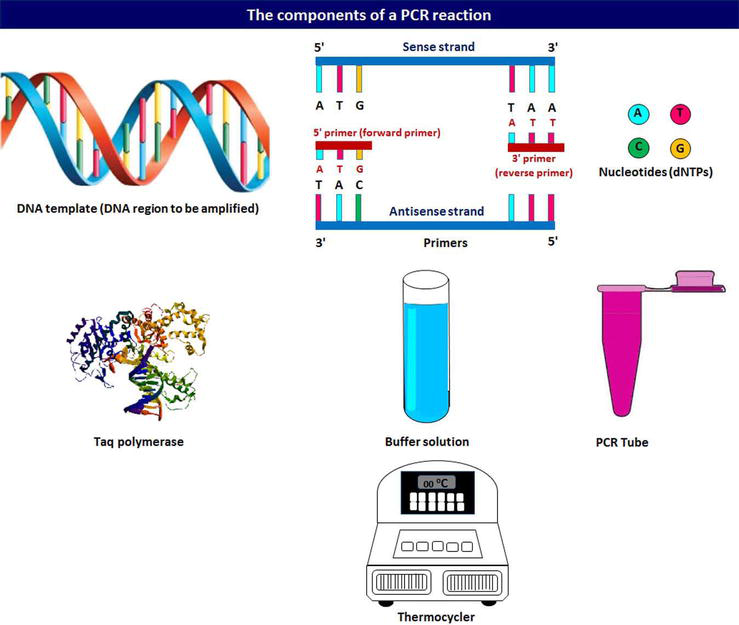 The components of a PCR reaction
5' Sense strand 3'
A T G
T A A
A T T
5' primer (forward primer)
3' primer
(reverse primer)
A T G
T A C
Antisense strand
3' Primers 5'
A T
C G
Nucleotides (dNTPs)
DNA template (DNA region to be amplified)
Taq polymerase
Buffer solution
PCR Tube
00 °C
Thermocycler